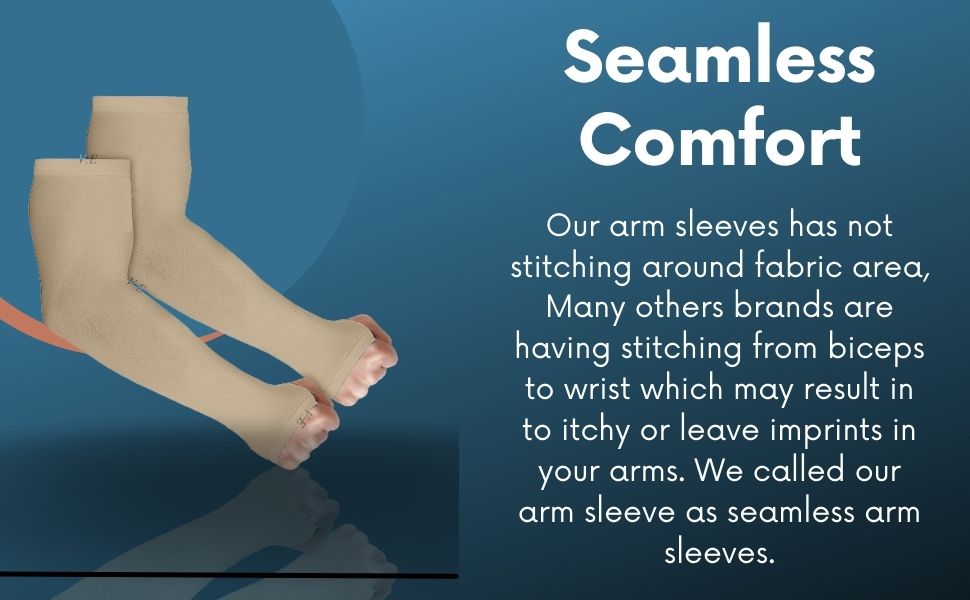 Seamless
Comfort
Our arm sleeves has not
stitching around fabric area,
Many others brands are
having stitching from biceps
to wrist which may result in
to itchy or leave imprints in
your arms. We called our
arm sleeve as seamless arm
sleeves.